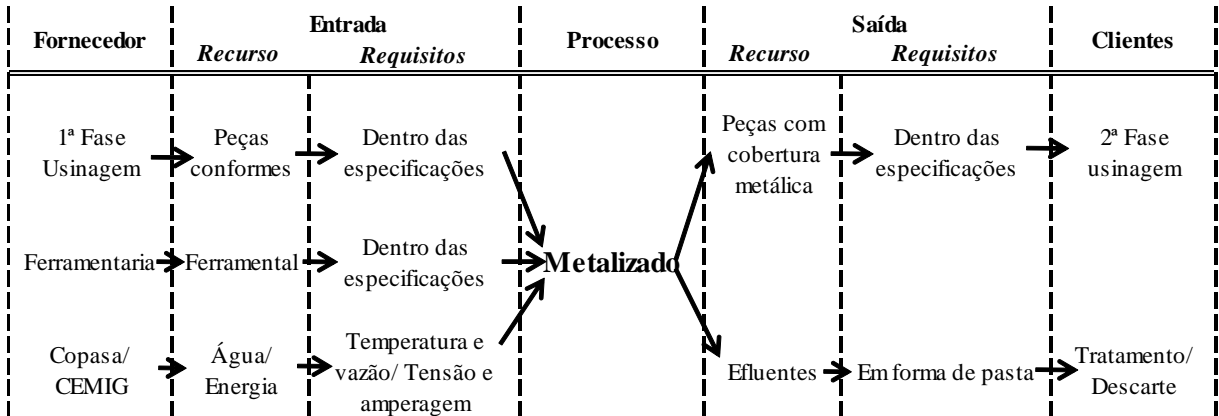 Fornecedor
Entrada
Recurso
Requisitos
Processo
Saída
Recurso
Requisitos
Clientes
1ª Fase
Usinagem
Peças
conformes
Dentro das
especificações
Peças com
cobertura
metálica
Dentro das
especificações
2ª Fase
usinagem
Ferramentaria
Ferramental
Dentro das
especificações
Metalizado
Copasa/
CEMIG
Água/
Energia
Temperatura e
vazão/ Tensão e
amperagem
Efluentes
Em forma de pasta
Tratamento/
Descarte